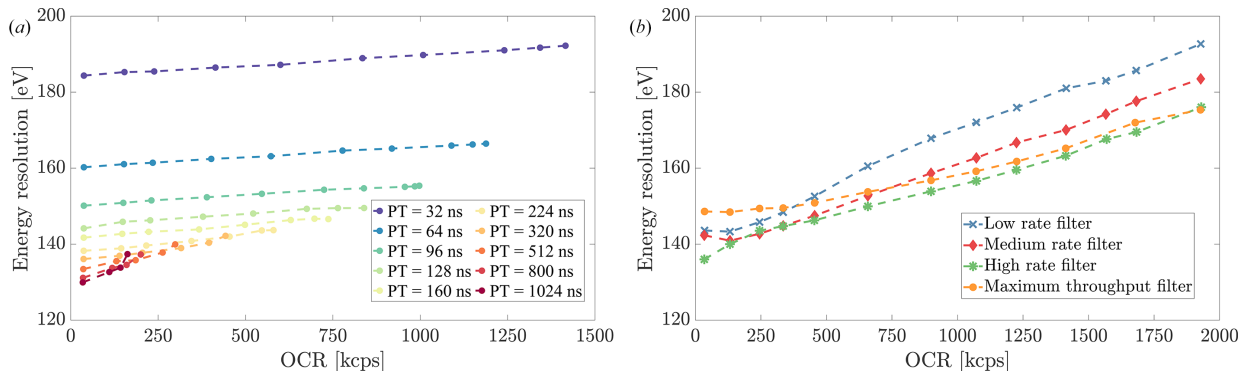 (a)
200
180
160
140
120
Energy resolution [eV]
0
250
500
750
1000
1250
1500
OCR [kcps]
PT = 32 ns
PT = 64 ns
PT = 96 ns
PT = 128 ns
PT = 160 ns
PT = 224 ns
PT = 320 ns
PT = 512 ns
PT = 800 ns
PT = 1024 ns
(b)
200
180
160
140
120
Energy resolution [eV]
0
250
500
750
1000
1250
1500
1750
2000
OCR [kcps]
Low rate filter
Medium rate filter
High rate filter
Maximum throughput filter